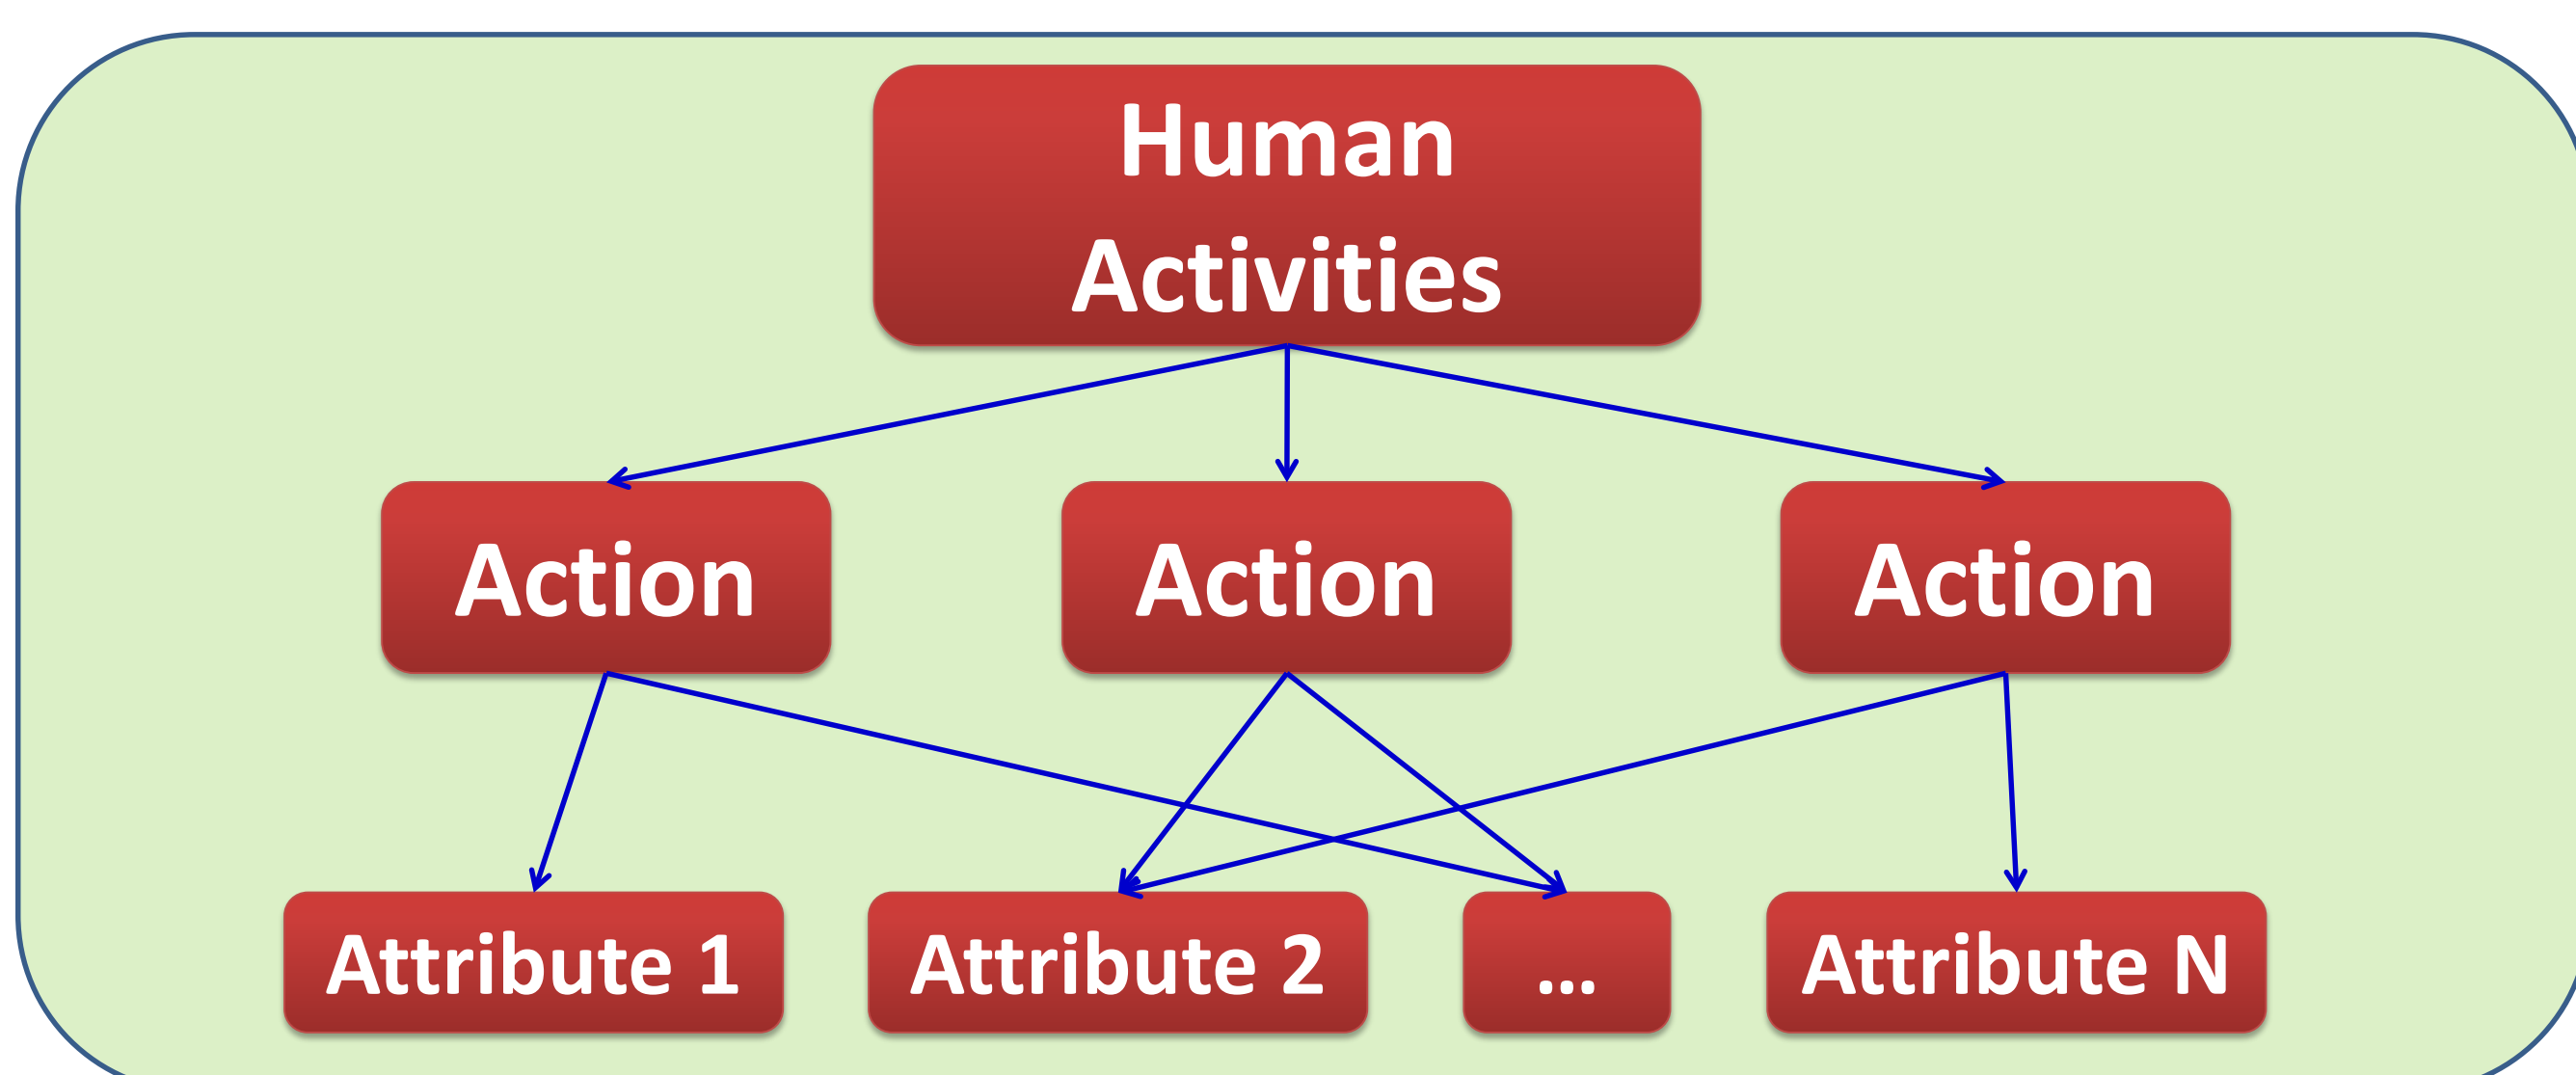 Human
Activities
Action
Action
Action
Attribute 1
Attribute 2
...
Attribute N